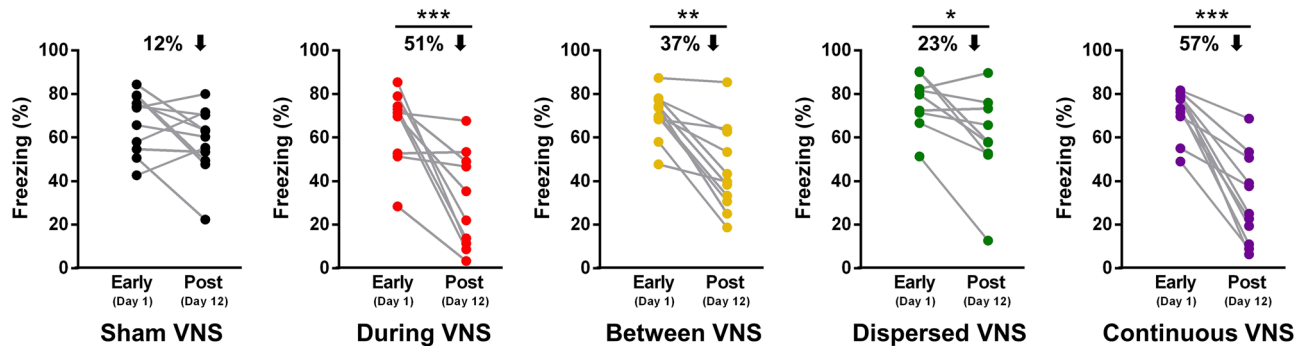 ***
**
*
***
12%
51%
37%
23%
57%
Freezing (%)
100
80
60
40
20
0
Early
(Day 1)
Post
(Day 12)
Sham VNS
Freezing (%)
100
80
60
40
20
0
Early
(Day 1)
Post
(Day 12)
During VNS
Freezing (%)
100
80
60
40
20
0
Early
(Day 1)
Post
(Day 12)
Between VNS
Freezing (%)
100
80
60
40
20
0
Early
(Day 1)
Post
(Day 12)
Dispersed VNS
Freezing (%)
100
80
60
40
20
0
Early
(Day 1)
Post
(Day 12)
Continuous VNS